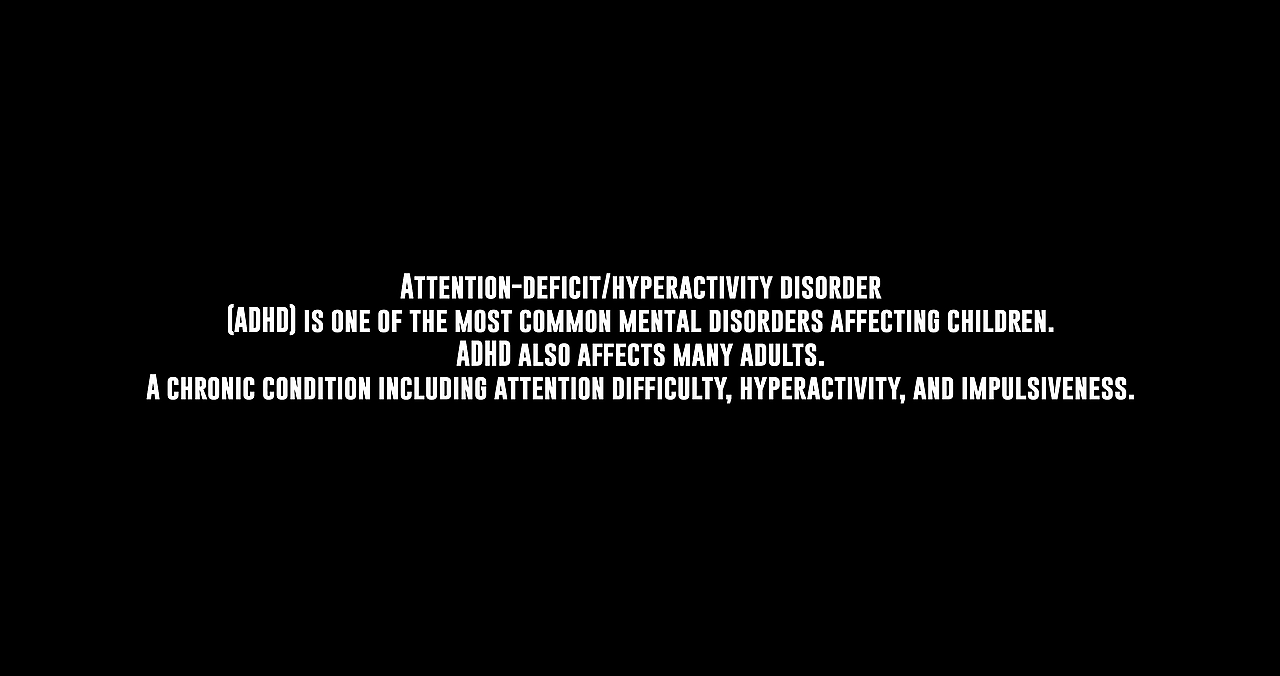 Attention-deficit/hyperactivity disorder
(ADHD) is one of the most common mental disorders affecting children.
ADHD also affects many adults.
A chronic condition including attention difficulty, hyperactivity, and impulsiveness.